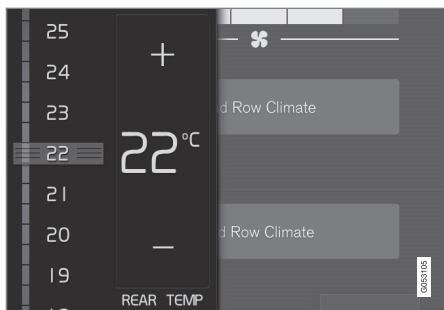 25
24
23
22
21
20
19
+
22°C
–
REAR TEMP
Row Climate
Row Climate
G053105